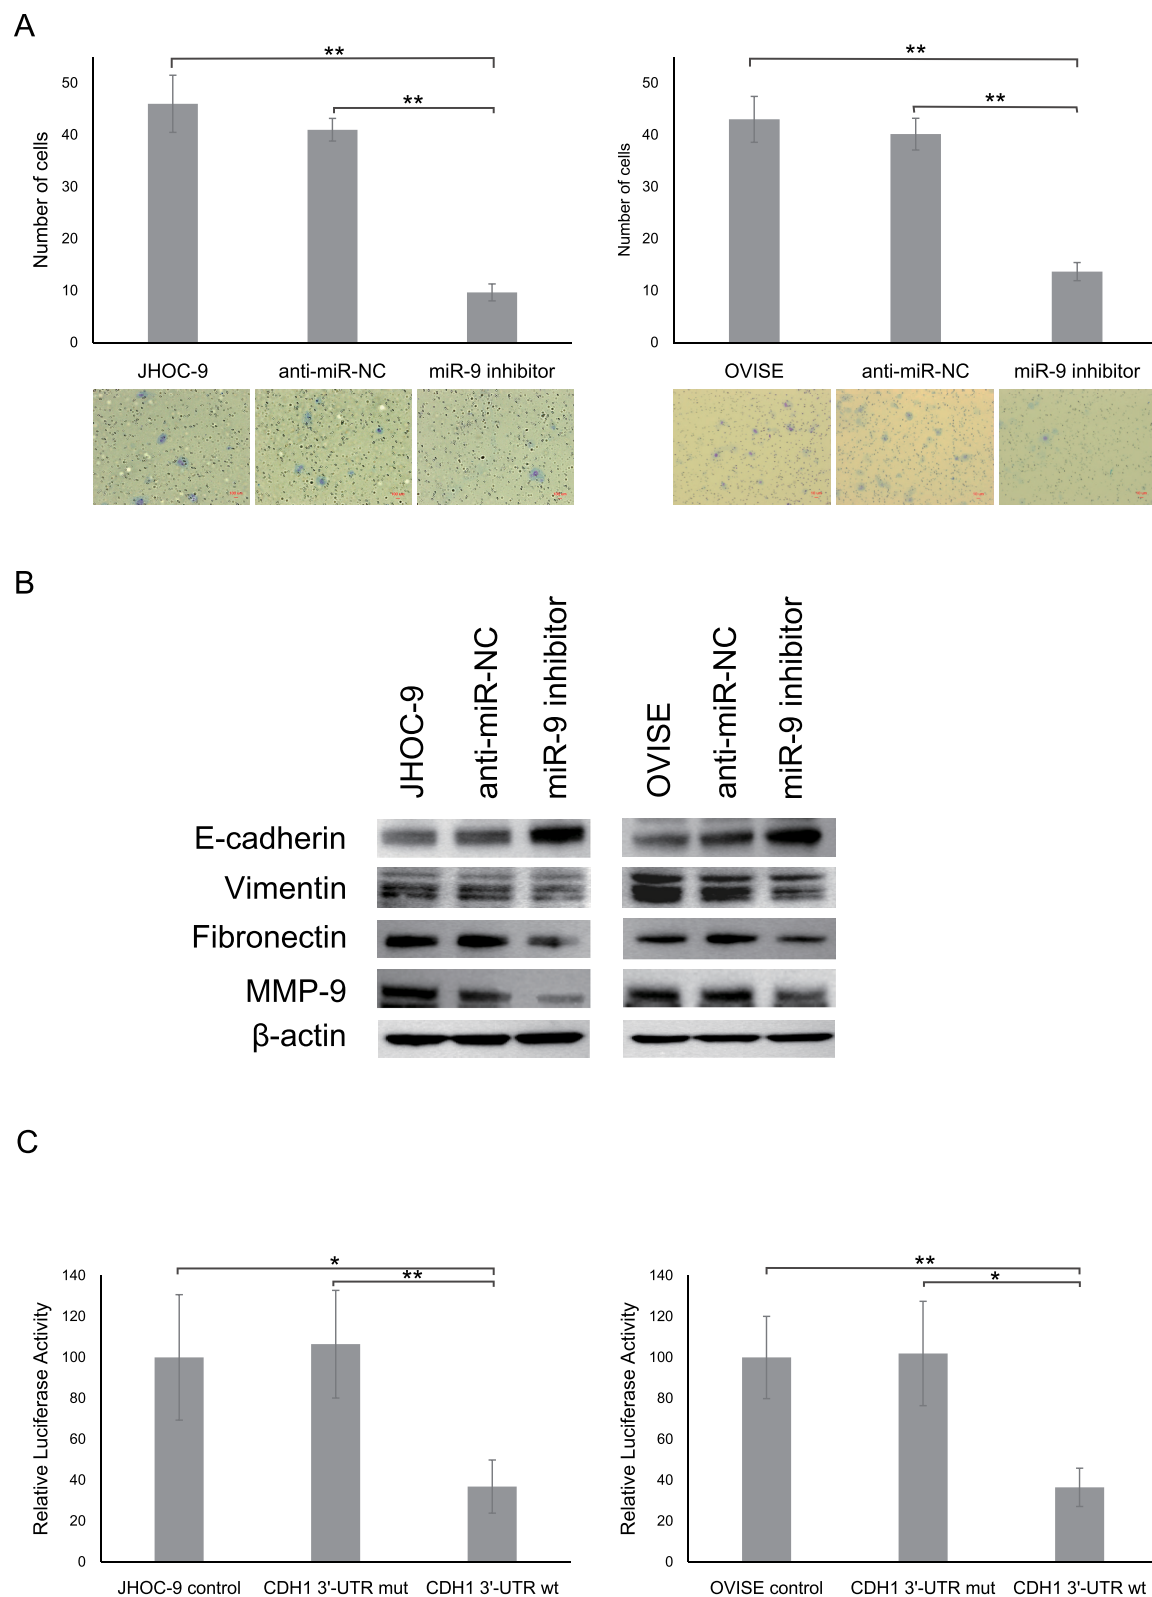 A
**
**
50
40
30
20
10
0
Number of cells
JHOC-9 anti-miR-NC miR-9 inhibitor
**
**
50
40
30
20
10
0
Number of cells
OVISE anti-miR-NC miR-9 inhibitor
B
JHOC-9
anti-miR-NC
miR-9 inhibitor
OVISE
anti-miR-NC
miR-9 inhibitor
E-cadherin
Vimentin
Fibronectin
MMP-9
β-actin
C
*
**
140
120
100
80
60
40
20
0
Relative Luciferase Activity
JHOC-9 control CDH1 3'-UTR mut CDH1 3'-UTR wt
**
*
140
120
100
80
60
40
20
0
Relative Luciferase Activity
OVISE control CDH1 3'-UTR mut CDH1 3'-UTR wt